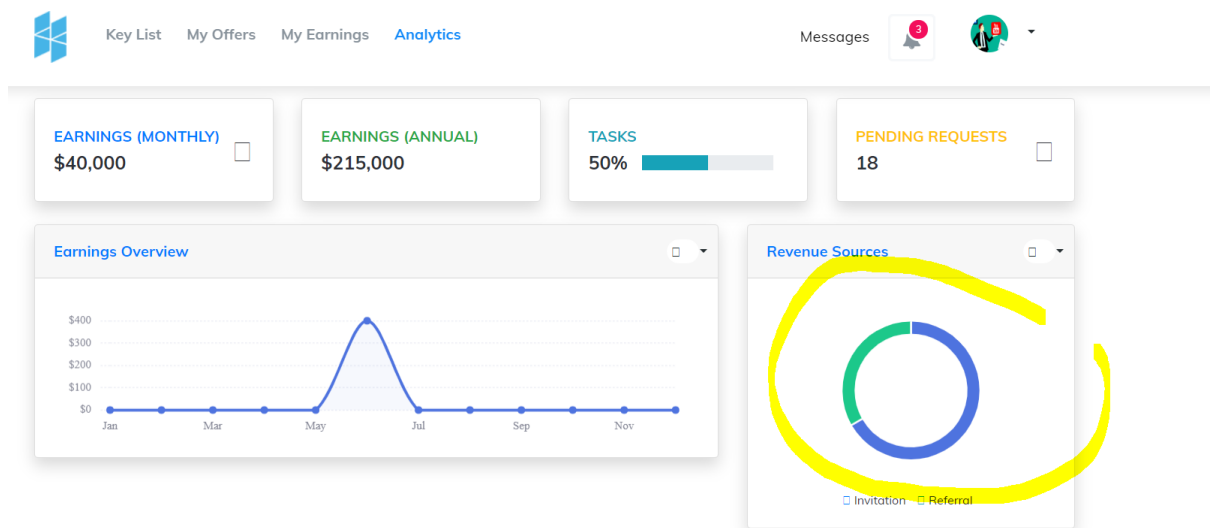 Key List My Offers My Earnings Analytics Messages 3
EARNINGS (MONTHLY)
$40,000
EARNINGS (ANNUAL)
$215,000
TASKS
50%
PENDING REQUESTS
18
Earnings Overview
$400
$300
$200
$100
$0
Jan Mar May Jul Sep Nov
Revenue Sources
Invitation Referral